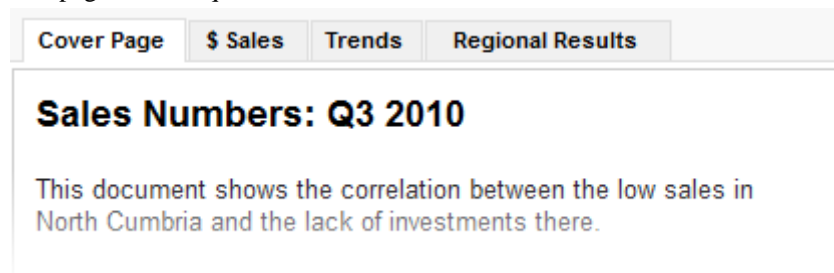 Cover Page $ Sales Trends Regional Results
Sales Numbers: Q3 2010
This document shows the correlation between the low sales in
North Cumbria and the lack of investments there.